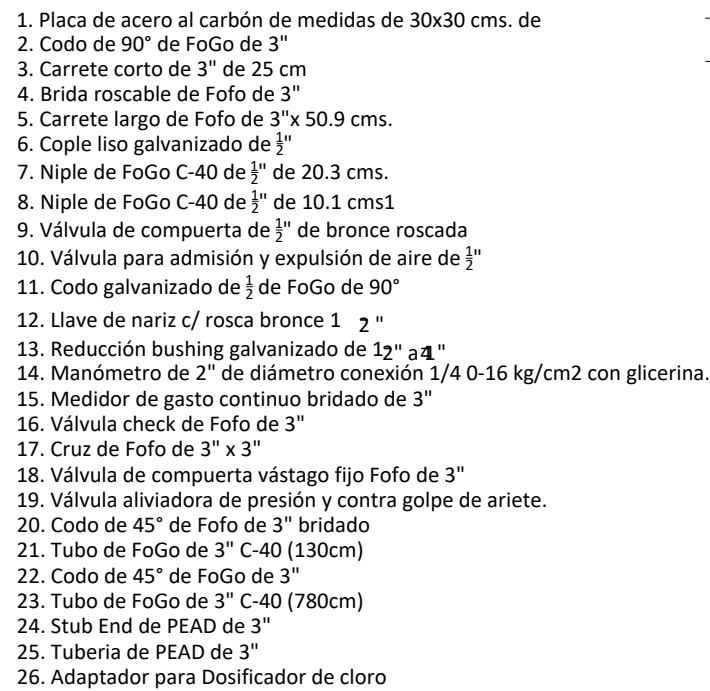 1. Placa de acero al carbón de medidas de 30x30 cms. de
2. Codo de 90° de FoGo de 3"
3. Carrete corto de 3" de 25 cm
4. Brida roscable de Fofo de 3"
5. Carrete largo de Fofo de 3"x 50.9 cms.
6. Cople liso galvanizado de ½"
7. Niple de FoGo C-40 de ½" de 20.3 cms.
8. Niple de FoGo C-40 de ½" de 10.1 cms1
9. Válvula de compuerta de ½" de bronce roscada
10. Válvula para admisión y expulsión de aire de ½"
11. Codo galvanizado de ½ de FoGo de 90°
12. Llave de nariz c/ rosca bronce 1 2 "
13. Reducción bushing galvanizado de 12" a 41"
14. Manómetro de 2" de diámetro conexión 1/4 0-16 kg/cm2 con glicerina.
15. Medidor de gasto continuo bridado de 3"
16. Válvula check de Fofo de 3"
17. Cruz de Fofo de 3" x 3"
18. Válvula de compuerta vástago fijo Fofo de 3"
19. Válvula aliviadora de presión y contra golpe de ariete.
20. Codo de 45° de Fofo de 3" bridado
21. Tubo de FoGo de 3" C-40 (130cm)
22. Codo de 45° de FoGo de 3"
23. Tubo de FoGo de 3" C-40 (780cm)
24. Stub End de PEAD de 3"
25. Tuberia de PEAD de 3"
26. Adaptador para Dosificador de cloro